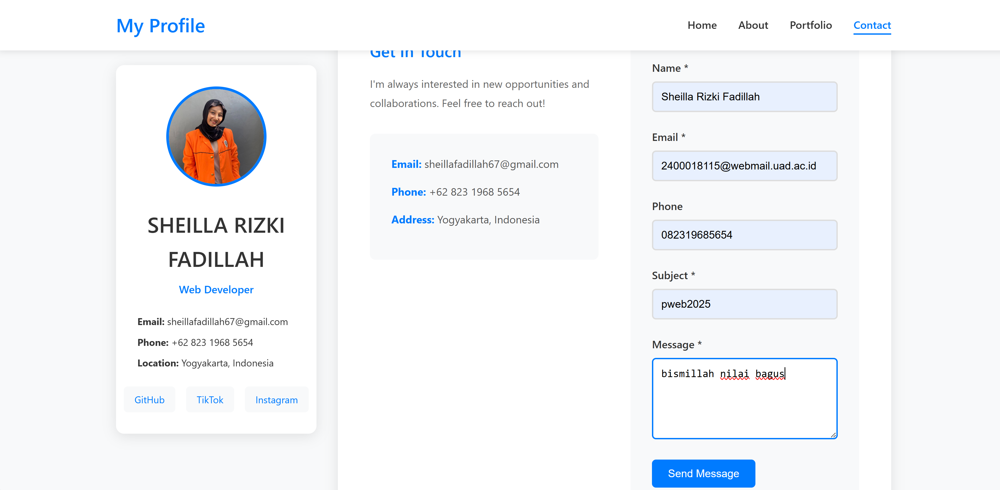 My Profile
Home
About
Portfolio
Contact
SHEILLA RIZKI
FADILLAH
Web Developer
Email: sheillafadillah67@gmail.com
Phone: +62 823 1968 5654
Location: Yogyakarta, Indonesia
GitHub
TikTok
Instagram
Get In Touch
I'm always interested in new opportunities and
collaborations. Feel free to reach out!
Email: sheillafadillah67@gmail.com
Phone: +62 823 1968 5654
Address: Yogyakarta, Indonesia
Name *
Sheilla Rizki Fadillah
Email *
2400018115@webmail.uad.ac.id
Phone
082319685654
Subject *
pweb2025
Message *
bismillah nilai bagus
Send Message